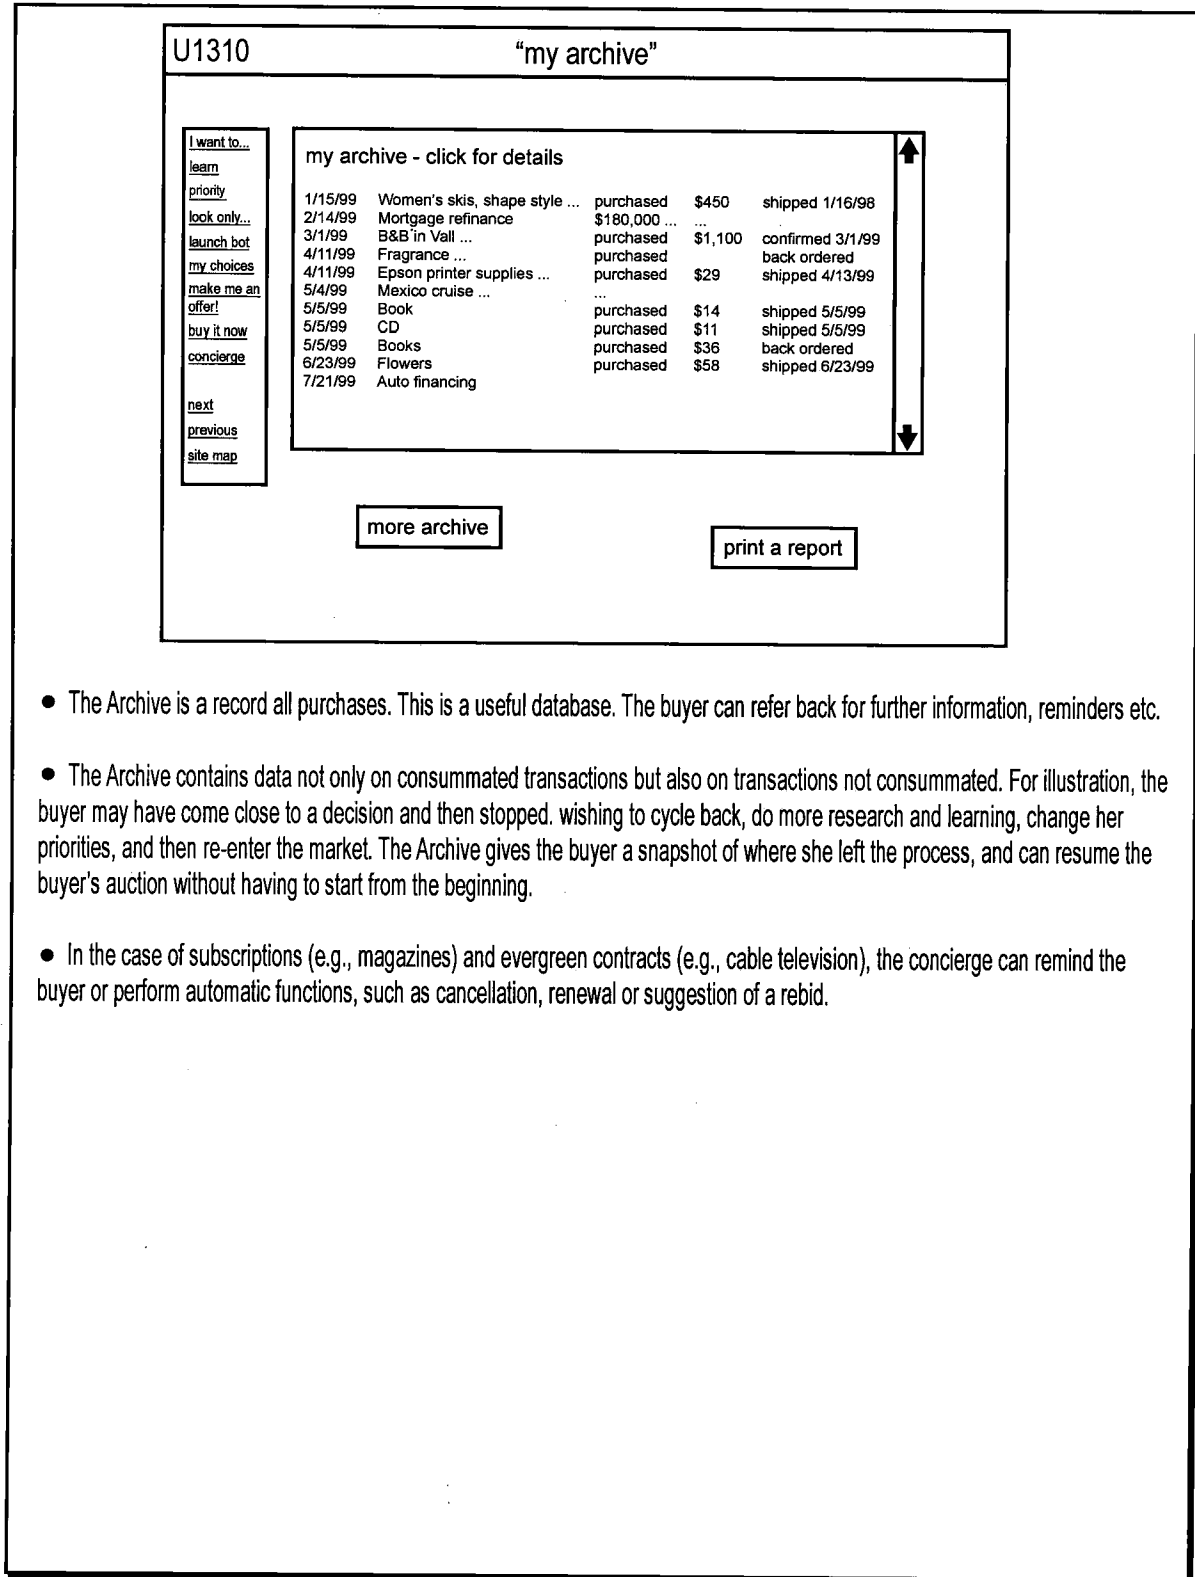 U1310 “my archive”
I want to...
learn
priority
look only...
launch bot
my choices
make me an
offer!
buy it now
concierge
next
previous
site map
my archive - click for details
1/15/99 Women's skis, shape style ... purchased $450 shipped 1/16/98
2/14/99 Mortgage refinance $180,000 ... ...
3/1/99 B&B in Vall ... purchased $1,100 confirmed 3/1/99
4/11/99 Fragrance ... purchased back ordered
4/11/99 Epson printer supplies ... purchased $29 shipped 4/13/99
5/4/99 Mexico cruise ... ...
5/5/99 Book purchased $14 shipped 5/5/99
5/5/99 CD purchased $11 shipped 5/5/99
5/5/99 Books purchased $36 back ordered
6/23/99 Flowers purchased $58 shipped 6/23/99
7/21/99 Auto financing
more archive
print a report
● The Archive is a record all purchases. This is a useful database. The buyer can refer back for further information, reminders etc.
● The Archive contains data not only on consummated transactions but also on transactions not consummated. For illustration, the
buyer may have come close to a decision and then stopped. wishing to cycle back, do more research and learning, change her
priorities, and then re-enter the market. The Archive gives the buyer a snapshot of where she left the process, and can resume the
buyer's auction without having to start from the beginning.
● In the case of subscriptions (e.g., magazines) and evergreen contracts (e.g., cable television), the concierge can remind the
buyer or perform automatic functions, such as cancellation, renewal or suggestion of a rebid.